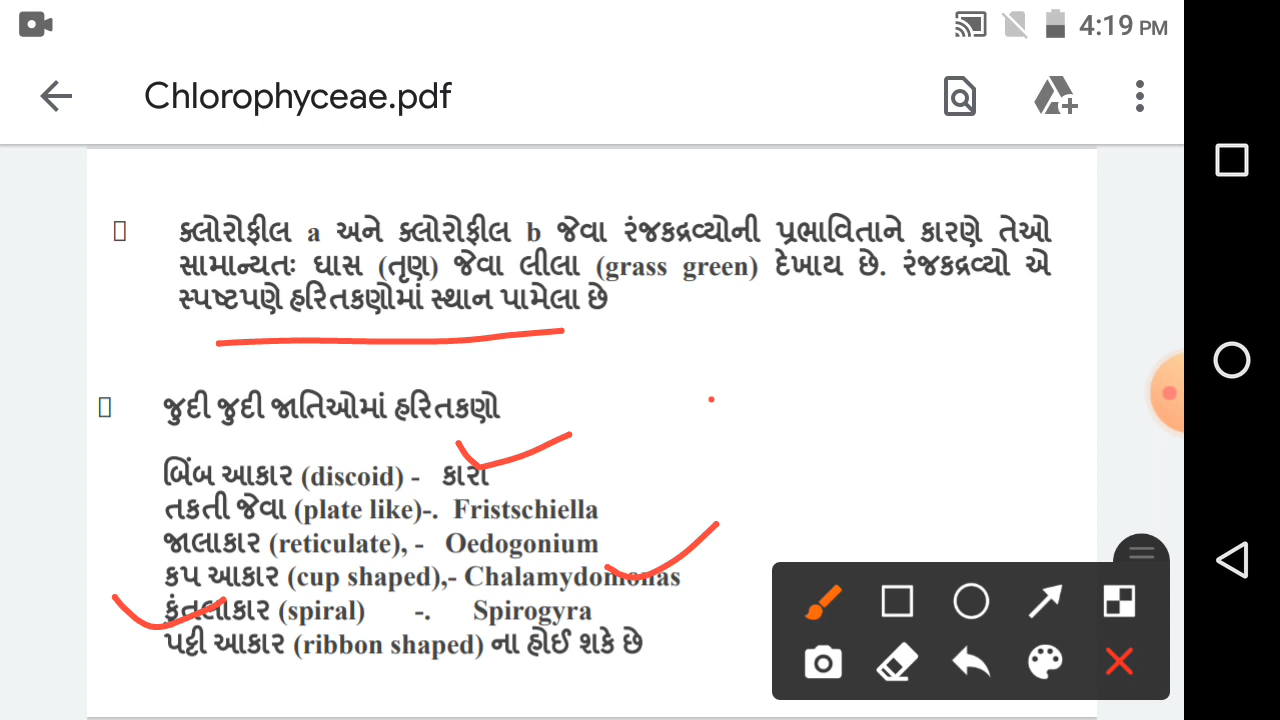 4:19 PM
Chlorophyceae.pdf
ક્લોરોફીલ a અને ક્લોરોફીલ b જેવા રંજકદ્રવ્યોની પ્રભાવિતાને કારણે તેઓ
સામાન્યતઃ ઘાસ (તૃણ) જેવા લીલા (grass green) દેખાય છે. રંજકદ્રવ્યો એ
સ્પષ્ટપણે હરિતકણોમાં સ્થાન પામેલા છે
જુદી જુદી જાતિઓમાં હરિતકણો
બિંબ આકાર (discoid) - કારા
તકતી જેવા (plate like)-. Fristschiella
જાલાકાર (reticulate), - Oedogonium
કપ આકાર (cup shaped),- Chalamydomonas
કુંતલાકાર (spiral) -. Spirogyra
પટ્ટી આકાર (ribbon shaped) ના હોઈ શકે છે